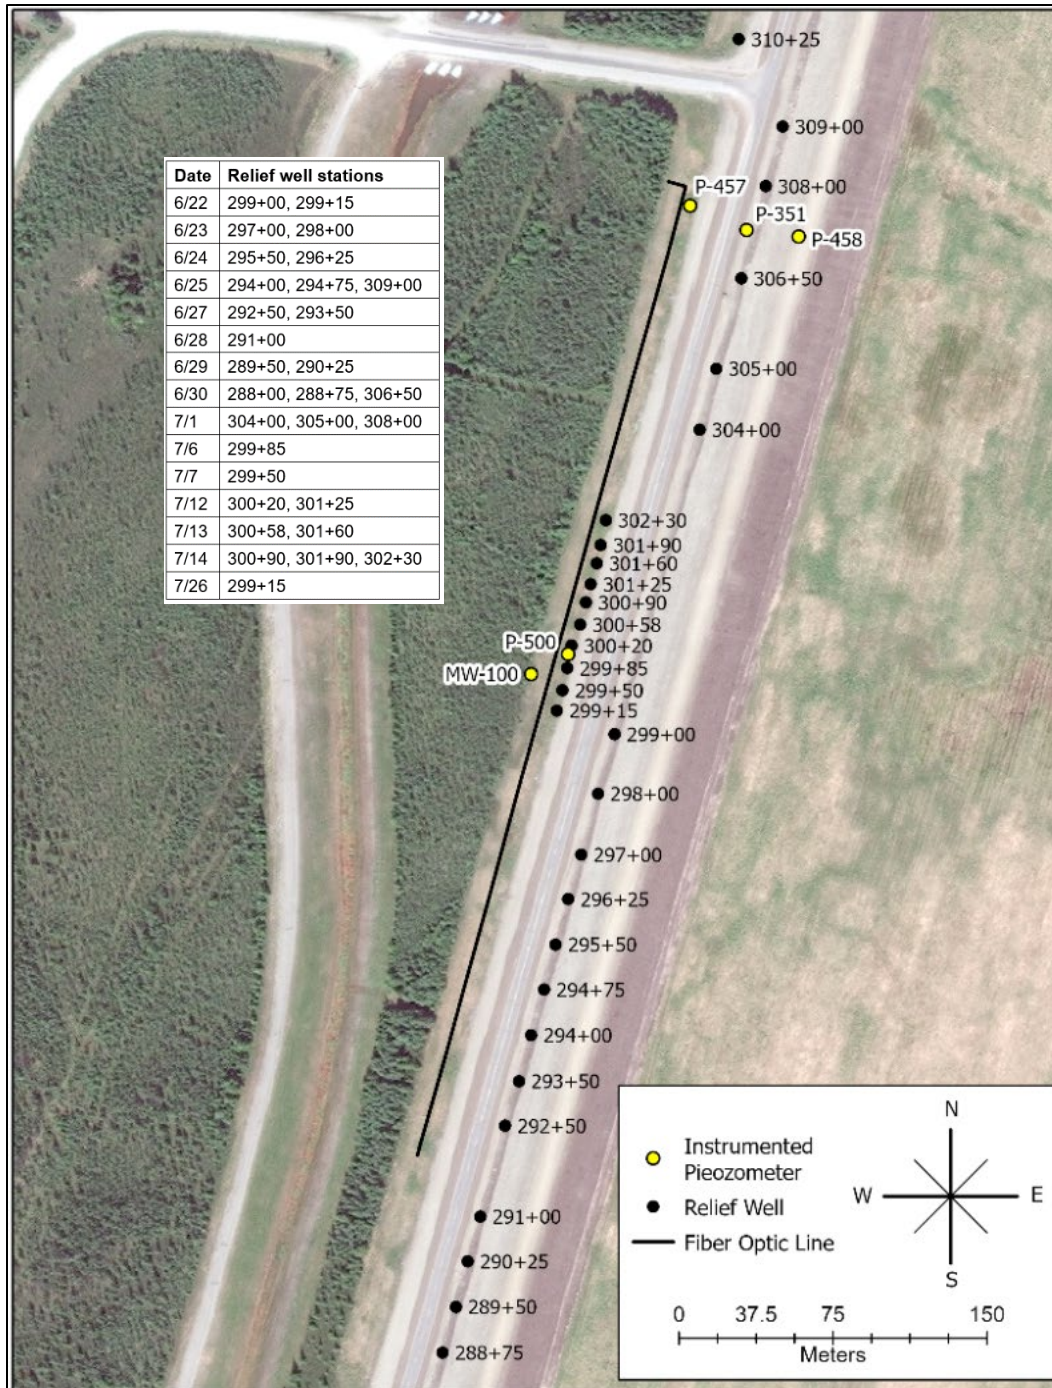 310+25
309+00
308+00
P-457
P-351
P-458
306+50
305+00
304+00
Date Relief well stations
6/22 299+00, 299+15
6/23 297+00, 298+00
6/24 295+50, 296+25
6/25 294+00, 294+75, 309+00
6/27 292+50, 293+50
6/28 291+00
6/29 289+50, 290+25
6/30 288+00, 288+75, 306+50
7/1 304+00, 305+00, 308+00
7/6 299+85
7/7 299+50
7/12 300+20, 301+25
7/13 300+58, 301+60
7/14 300+90, 301+90, 302+30
7/26 299+15
302+30
301+90
301+60
301+25
300+90
300+58
P-500
300+20
MW-100
299+85
299+50
299+15
299+00
298+00
297+00
296+25
295+50
294+75
294+00
293+50
292+50
291+00
290+25
289+50
288+75
Instrumented
Pieozometer
Relief Well
Fiber Optic Line
N
W E
S
0 37.5 75 150
Meters